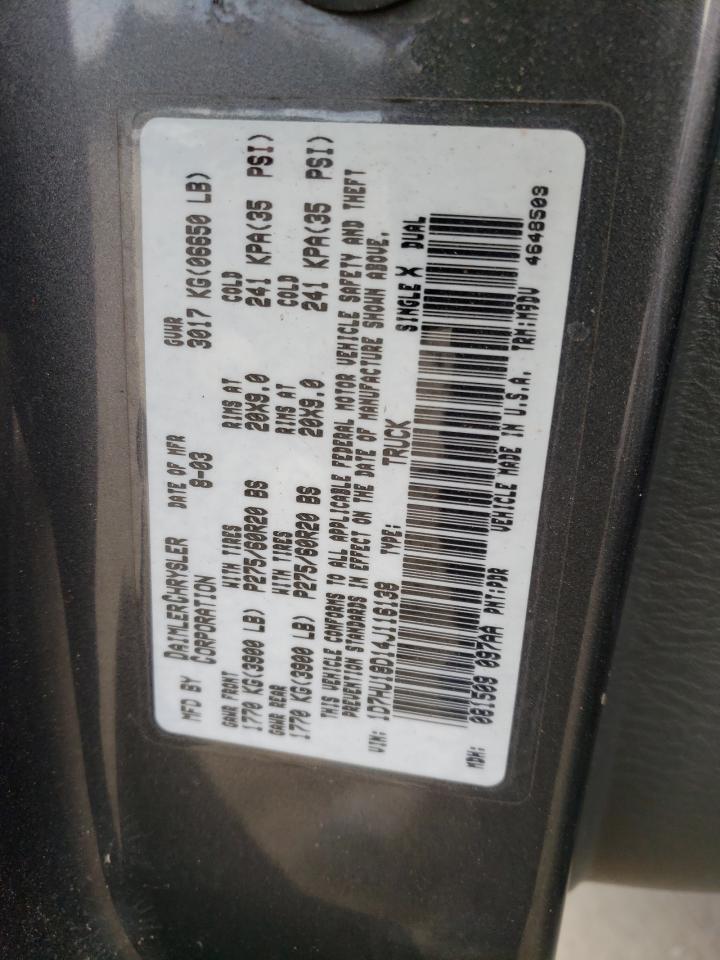 MFD BY DAIMLERCHRYSLER CORPORATION DATE OF MFR 8-03 GVWR 3017 KG(06650 LB)
GAWR FRONT WITH TIRES RIMS AT COLD
1770 KG(3900 LB) P275/60R20 BS 20X9.0 241 KPA(35 PSI)
GAWR REAR WITH TIRES RIMS AT COLD
1770 KG(3900 LB) P275/60R20 BS 20X9.0 241 KPA(35 PSI)
THIS VEHICLE CONFORMS TO ALL APPLICABLE FEDERAL MOTOR VEHICLE SAFETY AND THEFT
PREVENTION STANDARDS IN EFFECT ON THE DATE OF MANUFACTURE SHOWN ABOVE.
VIN: 1D7HU18D14J116138 TYPE: TRUCK SINGLE X DUAL
MDH: 081509 097AA PNT:PDR VEHICLE MADE IN U.S.A. TRM:M9DV 4648503